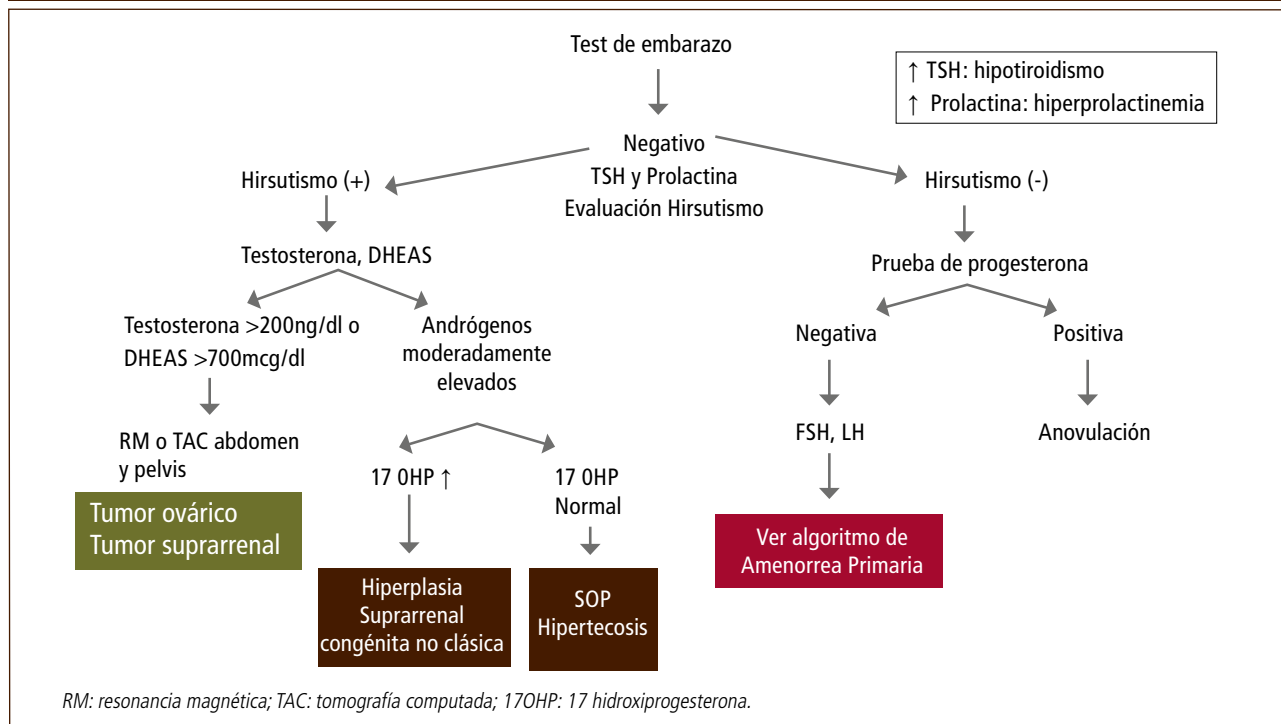 Test de embarazo
↑ TSH: hipotiroidismo
↑ Prolactina: hiperprolactinemia
Negativo
TSH y Prolactina
Evaluación Hirsutismo
Hirsutismo (+)
Hirsutismo (-)
Testosterona, DHEAS
Prueba de progesterona
Testosterona >200ng/dl o
DHEAS >700mcg/dl
Andrógenos
moderadamente
elevados
Negativa
Positiva
RM o TAC abdomen
y pelvis
17 0HP ↑
17 0HP
Normal
FSH, LH
Anovulación
Tumor ovárico
Tumor suprarrenal
Hiperplasia
Suprarrenal
congénita no clásica
SOP
Hipertecosis
Ver algoritmo de
Amenorrea Primaria
RM: resonancia magnética; TAC: tomografía computada; 17OHP: 17 hidroxiprogesterona.